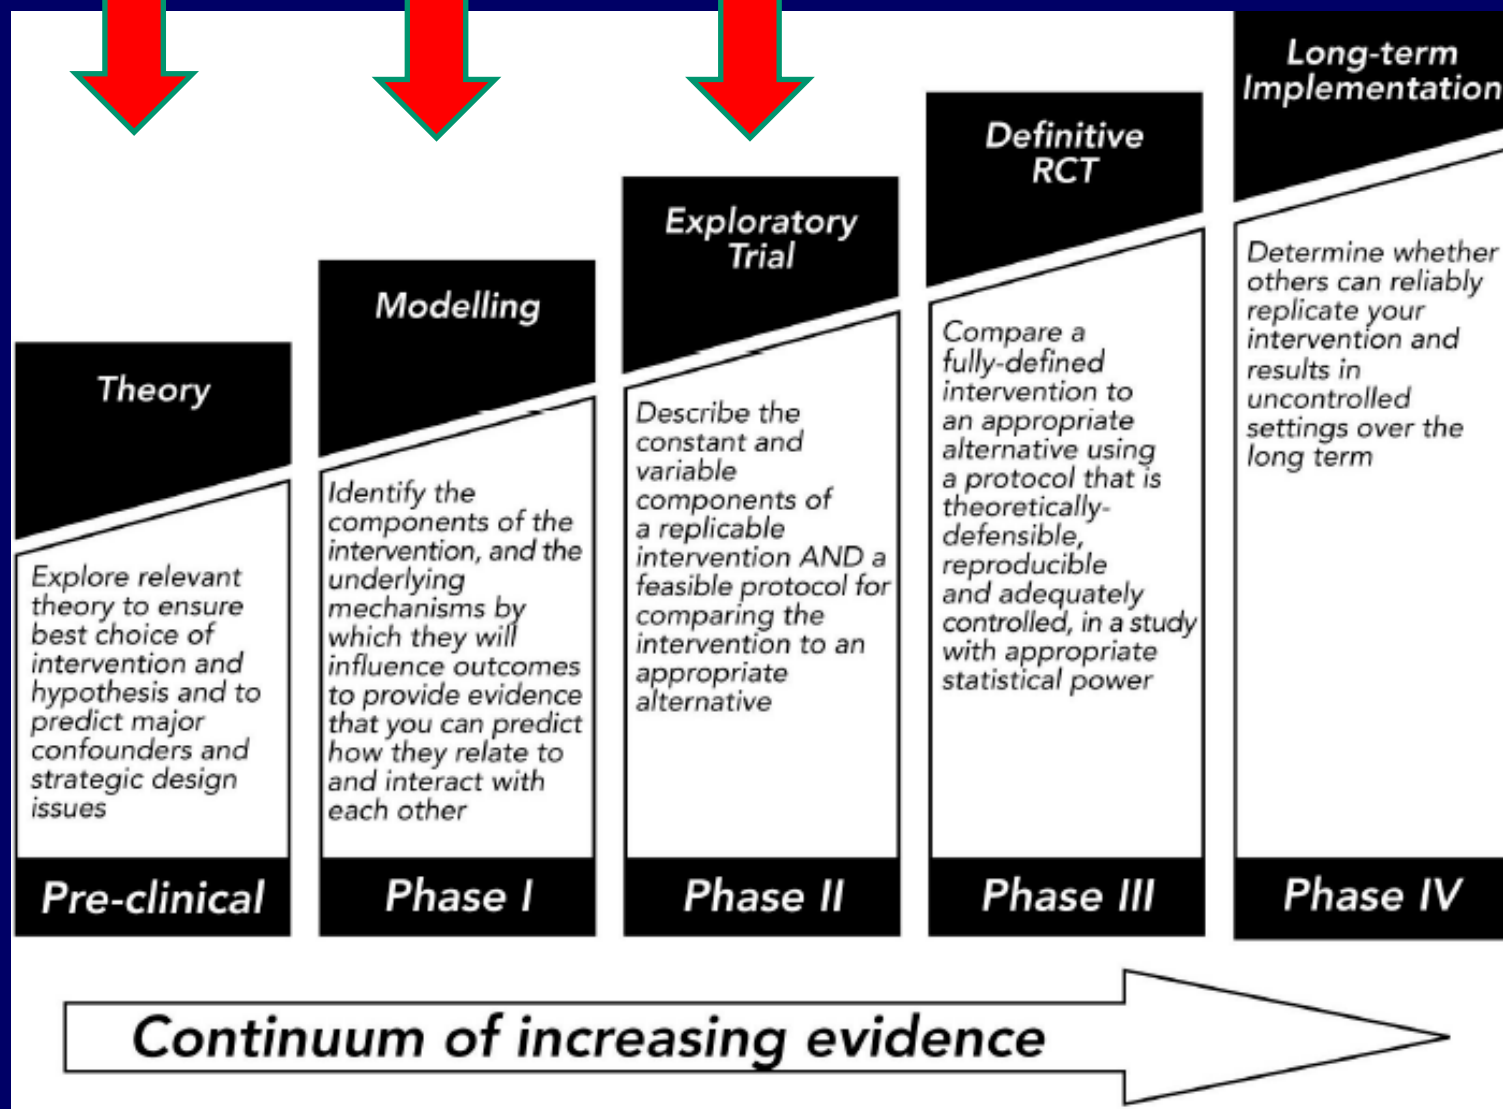 Theory
Explore relevant
theory to ensure
best choice of
intervention and
hypothesis and to
predict major
confounders and
strategic design
issues
Pre-clinical
Modelling
Identify the
components of the
intervention, and the
underlying
mechanisms by
which they will
influence outcomes
to provide evidence
that you can predict
how they relate to
and interact with
each other
Phase I
Exploratory
Trial
Describe the
constant and
variable
components of
a replicable
intervention AND a
feasible protocol for
comparing the
intervention to an
appropriate
alternative
Phase II
Definitive
RCT
Compare a
fully-defined
intervention to
an appropriate
alternative using
a protocol that is
theoretically-
defensible,
reproducible
and adequately
controlled, in a study
with appropriate
statistical power
Phase III
Long-term
Implementation
Determine whether
others can reliably
replicate your
intervention and
results in
uncontrolled
settings over the
long term
Phase IV
Continuum of increasing evidence